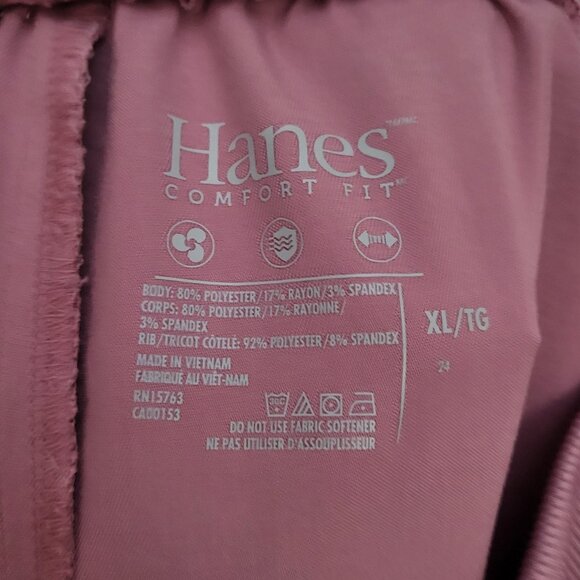 Hanes
COMFORT FIT
BODY: 80% POLYESTER/17% RAYON/3% SPANDEX
CORPS: 80% POLYESTER/17% RAYONNE/
3% SPANDEX
RIB/TRICOT CÔTELÉ: 92% POLYESTER/8% SPANDEX
MADE IN VIETNAM
FABRIQUÉ AU VIÊT-NAM
RN15763
CA00153
XL/TG
24
30C
DO NOT USE FABRIC SOFTENER
NE PAS UTILISER D'ASSOUPLISSEUR